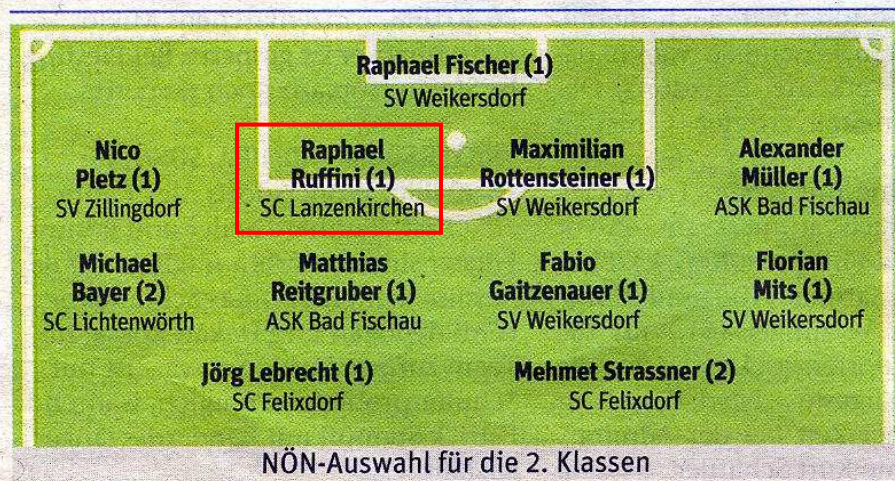 Raphael Fischer (1)
SV Weikersdorf
Nico
Pletz (1)
SV Zillingdorf
Raphael
Ruffini (1)
SC Lanzenkirchen
Maximilian
Rottensteiner (1)
SV Weikersdorf
Alexander
Müller (1)
ASK Bad Fischau
Michael
Bayer (2)
SC Lichtenwörth
Matthias
Reitgruber (1)
ASK Bad Fischau
Fabio
Gaitzenauer (1)
SV Weikersdorf
Florian
Mits (1)
SV Weikersdorf
Jörg Lebrecht (1)
SC Felixdorf
Mehmet Strassner (2)
SC Felixdorf
NÖN-Auswahl für die 2. Klassen